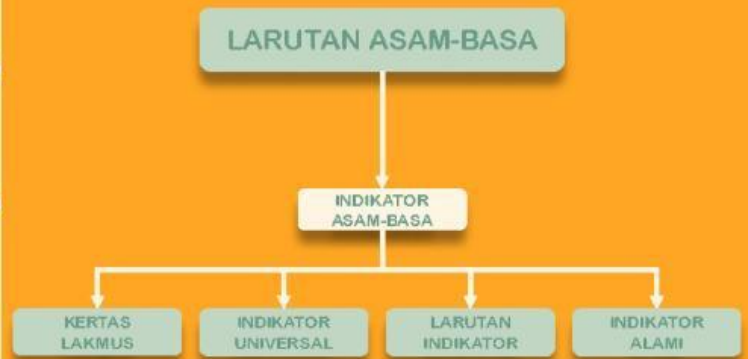 LARUTAN ASAM-BASA
INDIKATOR
ASAM-BASA
KERTAS
LAKMUS
INDIKATOR
UNIVERSAL
LARUTAN
INDIKATOR
INDIKATOR
ALAMI